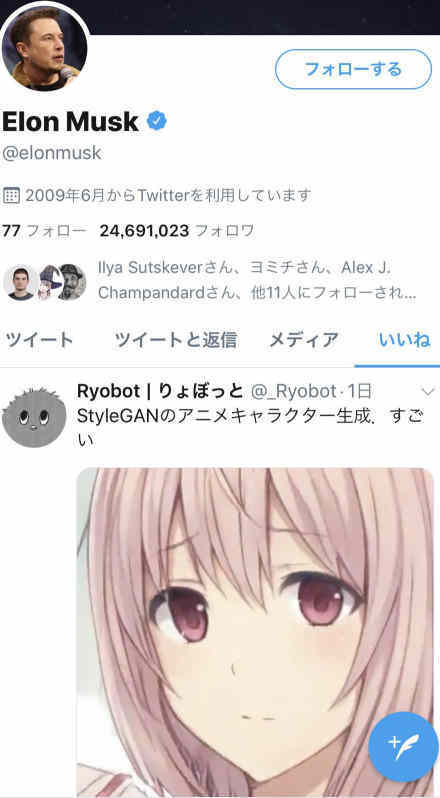 フォローする
Elon Musk
@elonmusk
2009年6月からTwitterを利用しています
77 フォロー 24,691,023 フォロワ
Ilya Sutskeverさん、ヨミチさん、Alex J.
Champandardさん、他11人にフォローされ...
ツイート ツイートと返信 メディア いいね
Ryobot | りょぼっと @_Ryobot · 1日
StyleGANのアニメキャラクター生成．すご
い